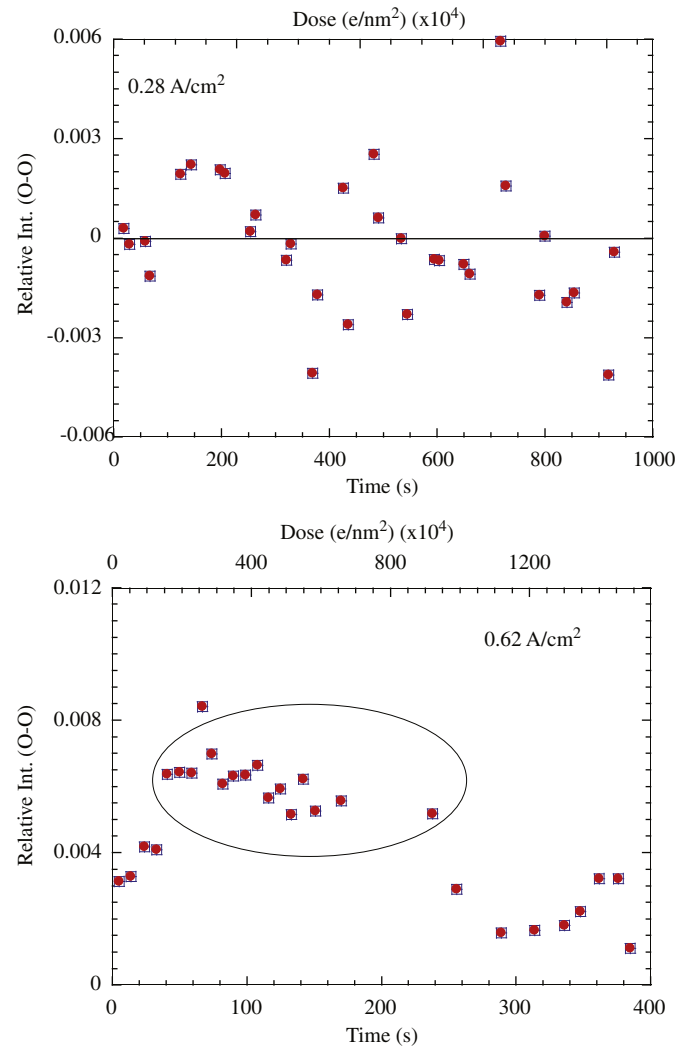 Dose (e/nm²) (x10⁴)
0.006
0.28 A/cm²
0.003
Relative Int. (O-O)
0
-0.003
-0.006
0 200 400 600 800 1000
Time (s)
Dose (e/nm²) (x10⁴)
0 400 800 1200
0.012
0.62 A/cm²
0.008
Relative Int. (O-O)
0.004
0
0 100 200 300 400
Time (s)